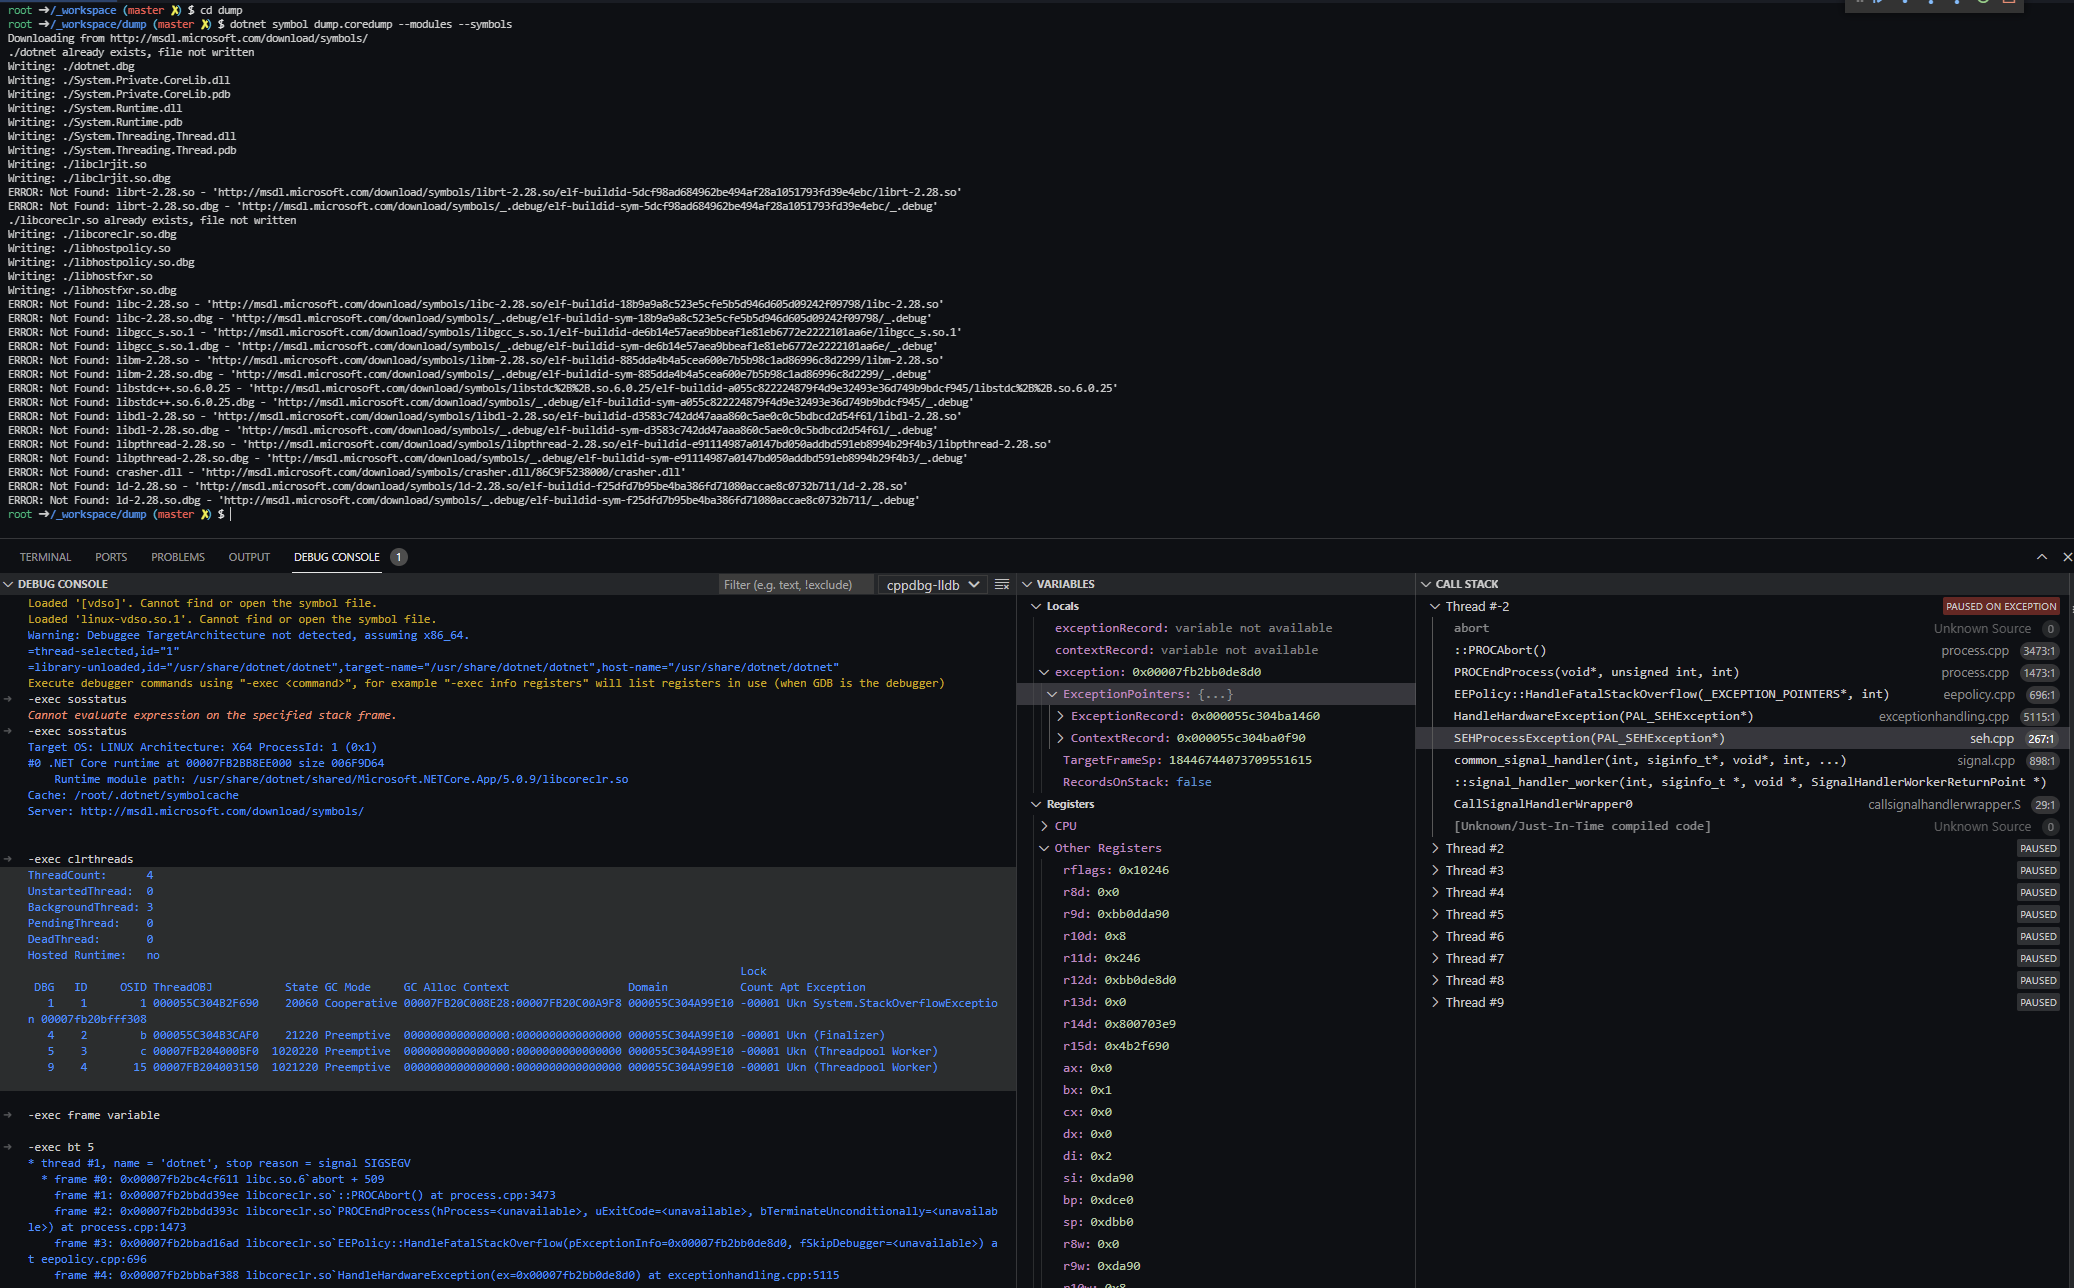 root ➜/_workspace (master ✗) $ cd dump
root ➜/_workspace/dump (master ✗) $ dotnet symbol dump.coredump --modules --symbols
Downloading from http://msdl.microsoft.com/download/symbols/
./dotnet already exists, file not written
Writing: ./dotnet.dbg
Writing: ./System.Private.CoreLib.dll
Writing: ./System.Private.CoreLib.pdb
Writing: ./System.Runtime.dll
Writing: ./System.Runtime.pdb
Writing: ./System.Threading.Thread.dll
Writing: ./System.Threading.Thread.pdb
Writing: ./libclrjit.so
Writing: ./libclrjit.so.dbg
ERROR: Not Found: librt-2.28.so - 'http://msdl.microsoft.com/download/symbols/librt-2.28.so/elf-buildid-5dcf98ad684962be494af28a1051793fd39e4ebc/librt-2.28.so'
ERROR: Not Found: librt-2.28.so.dbg - 'http://msdl.microsoft.com/download/symbols/_.debug/elf-buildid-sym-5dcf98ad684962be494af28a1051793fd39e4ebc/_.debug'
./libcoreclr.so already exists, file not written
Writing: ./libcoreclr.so.dbg
Writing: ./libhostpolicy.so
Writing: ./libhostpolicy.so.dbg
Writing: ./libhostfxr.so
Writing: ./libhostfxr.so.dbg
ERROR: Not Found: libc-2.28.so - 'http://msdl.microsoft.com/download/symbols/libc-2.28.so/elf-buildid-18b9a9a8c523e5cfe5b5d946d605d09242f09798/libc-2.28.so'
ERROR: Not Found: libc-2.28.so.dbg - 'http://msdl.microsoft.com/download/symbols/_.debug/elf-buildid-sym-18b9a9a8c523e5cfe5b5d946d605d09242f09798/_.debug'
ERROR: Not Found: libgcc_s.so.1 - 'http://msdl.microsoft.com/download/symbols/libgcc_s.so.1/elf-buildid-de6b14e57aea9bbeaf1e81eb6772e2222101aa6e/libgcc_s.so.1'
ERROR: Not Found: libgcc_s.so.1.dbg - 'http://msdl.microsoft.com/download/symbols/_.debug/elf-buildid-sym-de6b14e57aea9bbeaf1e81eb6772e2222101aa6e/_.debug'
ERROR: Not Found: libm-2.28.so - 'http://msdl.microsoft.com/download/symbols/libm-2.28.so/elf-buildid-885dda4b4a5cea600e7b5b98c1ad86996c8d2299/libm-2.28.so'
ERROR: Not Found: libm-2.28.so.dbg - 'http://msdl.microsoft.com/download/symbols/_.debug/elf-buildid-sym-885dda4b4a5cea600e7b5b98c1ad86996c8d2299/_.debug'
ERROR: Not Found: libstdc++.so.6.0.25 - 'http://msdl.microsoft.com/download/symbols/libstdc%2B%2B.so.6.0.25/elf-buildid-a055c822224879f4d9e32493e36d749b9bdcf945/libstdc%2B%2B.so.6.0.25'
ERROR: Not Found: libstdc++.so.6.0.25.dbg - 'http://msdl.microsoft.com/download/symbols/_.debug/elf-buildid-sym-a055c822224879f4d9e32493e36d749b9bdcf945/_.debug'
ERROR: Not Found: libdl-2.28.so - 'http://msdl.microsoft.com/download/symbols/libdl-2.28.so/elf-buildid-d3583c742dd47aaa860c5ae0c0c5bdbcd2d54f61/libdl-2.28.so'
ERROR: Not Found: libdl-2.28.so.dbg - 'http://msdl.microsoft.com/download/symbols/_.debug/elf-buildid-sym-d3583c742dd47aaa860c5ae0c0c5bdbcd2d54f61/_.debug'
ERROR: Not Found: libpthread-2.28.so - 'http://msdl.microsoft.com/download/symbols/libpthread-2.28.so/elf-buildid-e91114987a0147bd050addbd591eb8994b29f4b3/libpthread-2.28.so'
ERROR: Not Found: libpthread-2.28.so.dbg - 'http://msdl.microsoft.com/download/symbols/_.debug/elf-buildid-sym-e91114987a0147bd050addbd591eb8994b29f4b3/_.debug'
ERROR: Not Found: crasher.dll - 'http://msdl.microsoft.com/download/symbols/crasher.dll/86C9F5238000/crasher.dll'
ERROR: Not Found: ld-2.28.so - 'http://msdl.microsoft.com/download/symbols/ld-2.28.so/elf-buildid-f25dfd7b95be4ba386fd71080accae8c0732b711/ld-2.28.so'
ERROR: Not Found: ld-2.28.so.dbg - 'http://msdl.microsoft.com/download/symbols/_.debug/elf-buildid-sym-f25dfd7b95be4ba386fd71080accae8c0732b711/_.debug'
root ➜/_workspace/dump (master ✗) $
TERMINAL PORTS PROBLEMS OUTPUT DEBUG CONSOLE 1
DEBUG CONSOLE Filter (e.g. text, !exclude) cppdbg-lldb
Loaded '[vdso]'. Cannot find or open the symbol file.
Loaded 'linux-vdso.so.1'. Cannot find or open the symbol file.
Warning: Debuggee TargetArchitecture not detected, assuming x86_64.
=thread-selected,id="1"
=library-unloaded,id="/usr/share/dotnet/dotnet",target-name="/usr/share/dotnet/dotnet",host-name="/usr/share/dotnet/dotnet"
Execute debugger commands using "-exec <command>", for example "-exec info registers" will list registers in use (when GDB is the debugger)
-exec sosstatus
Cannot evaluate expression on the specified stack frame.
-exec sosstatus
Target OS: LINUX Architecture: X64 ProcessId: 1 (0x1)
#0 .NET Core runtime at 00007FB2BB8EE000 size 006F9D64
Runtime module path: /usr/share/dotnet/shared/Microsoft.NETCore.App/5.0.9/libcoreclr.so
Cache: /root/.dotnet/symbolcache
Server: http://msdl.microsoft.com/download/symbols/
-exec clrthreads
ThreadCount: 4
UnstartedThread: 0
BackgroundThread: 3
PendingThread: 0
DeadThread: 0
Hosted Runtime: no
Lock
DBG ID OSID ThreadOBJ State GC Mode GC Alloc Context Domain Count Apt Exception
1 1 1 000055C304B2F690 20060 Cooperative 00007FB20C008E28:00007FB20C00A9F8 000055C304A99E10 -00001 Ukn System.StackOverflowExceptio
n 00007fb20bfff308
4 2 b 000055C304B3CAF0 21220 Preemptive 0000000000000000:0000000000000000 000055C304A99E10 -00001 Ukn (Finalizer)
5 3 c 00007FB204000BF0 1020220 Preemptive 0000000000000000:0000000000000000 000055C304A99E10 -00001 Ukn (Threadpool Worker)
9 4 15 00007FB204003150 1021220 Preemptive 0000000000000000:0000000000000000 000055C304A99E10 -00001 Ukn (Threadpool Worker)
-exec frame variable
-exec bt 5
* thread #1, name = 'dotnet', stop reason = signal SIGSEGV
* frame #0: 0x00007fb2bc4cf611 libc.so.6`abort + 509
frame #1: 0x00007fb2bbdd39ee libcoreclr.so`::PROCAbort() at process.cpp:3473
frame #2: 0x00007fb2bbdd393c libcoreclr.so`PROCEndProcess(hProcess=<unavailable>, uExitCode=<unavailable>, bTerminateUnconditionally=<unavailab
le>) at process.cpp:1473
frame #3: 0x00007fb2bbad16ad libcoreclr.so`EEPolicy::HandleFatalStackOverflow(pExceptionInfo=0x00007fb2bb0de8d0, fSkipDebugger=<unavailable>) a
t eepolicy.cpp:696
frame #4: 0x00007fb2bbbaf388 libcoreclr.so`HandleHardwareException(ex=0x00007fb2bb0de8d0) at exceptionhandling.cpp:5115
VARIABLES
Locals
exceptionRecord: variable not available
contextRecord: variable not available
exception: 0x00007fb2bb0de8d0
ExceptionPointers: {...}
ExceptionRecord: 0x000055c304ba1460
ContextRecord: 0x000055c304ba0f90
TargetFrameSp: 18446744073709551615
RecordsOnStack: false
Registers
CPU
Other Registers
rflags: 0x10246
r8d: 0x0
r9d: 0xbb0dda90
r10d: 0x8
r11d: 0x246
r12d: 0xbb0de8d0
r13d: 0x0
r14d: 0x800703e9
r15d: 0x4b2f690
ax: 0x0
bx: 0x1
cx: 0x0
dx: 0x0
di: 0x2
si: 0xda90
bp: 0xdce0
sp: 0xdbb0
r8w: 0x0
r9w: 0xda90
r10w: 0x8
CALL STACK
Thread #-2 PAUSED ON EXCEPTION
abort Unknown Source 0
::PROCAbort() process.cpp 3473:1
PROCEndProcess(void*, unsigned int, int) process.cpp 1473:1
EEPolicy::HandleFatalStackOverflow(_EXCEPTION_POINTERS*, int) eepolicy.cpp 696:1
HandleHardwareException(PAL_SEHException*) exceptionhandling.cpp 5115:1
SEHProcessException(PAL_SEHException*) seh.cpp 267:1
common_signal_handler(int, siginfo_t*, void*, int, ...) signal.cpp 898:1
::signal_handler_worker(int, siginfo_t *, void *, SignalHandlerWorkerReturnPoint *)
CallSignalHandlerWrapper0 callsignalhandlerwrapper.S 29:1
[Unknown/Just-In-Time compiled code] Unknown Source 0
Thread #2 PAUSED
Thread #3 PAUSED
Thread #4 PAUSED
Thread #5 PAUSED
Thread #6 PAUSED
Thread #7 PAUSED
Thread #8 PAUSED
Thread #9 PAUSED